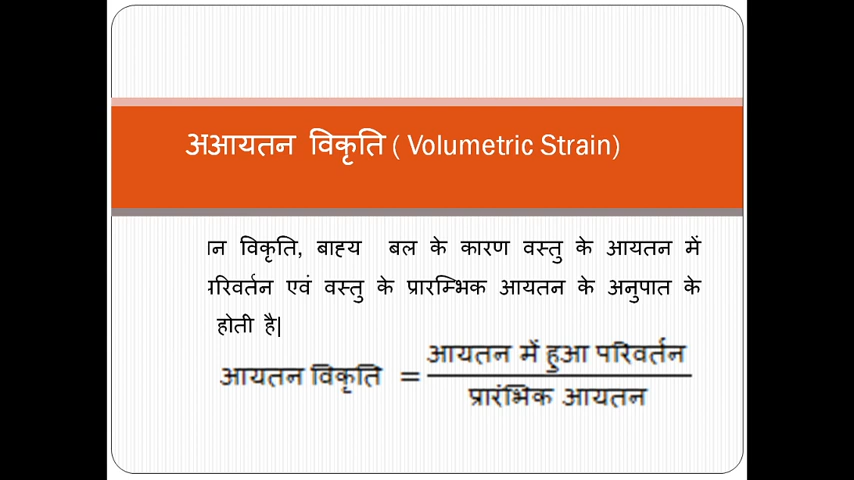 अआयतन विकृति ( Volumetric Strain)
विकृति, बाह्य बल के कारण वस्तु के आयतन में
एवं वस्तु के प्रारम्भिक आयतन के अनुपात के
होती है|
आयतन विकृति = आयतन में हुआ परिवर्तन
प्रारंभिक आयतन